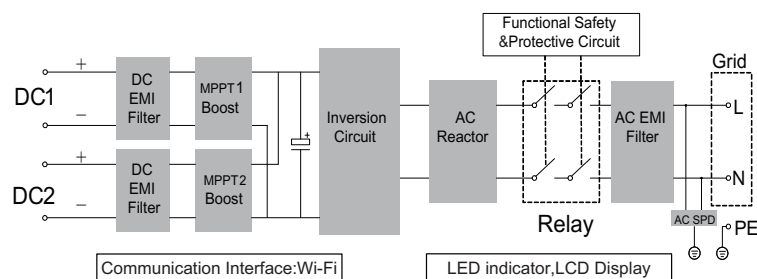 Functional Safety
&Protective Circuit
Grid
DC1
+
−
DC
EMI
Filter
MPPT1
Boost
+
Inversion
Circuit
AC
Reactor
AC EMI
Filter
L
DC2
+
−
DC
EMI
Filter
MPPT2
Boost
N
Relay
AC SPD
PE
Communication Interface:Wi-Fi
LED indicator,LCD Display